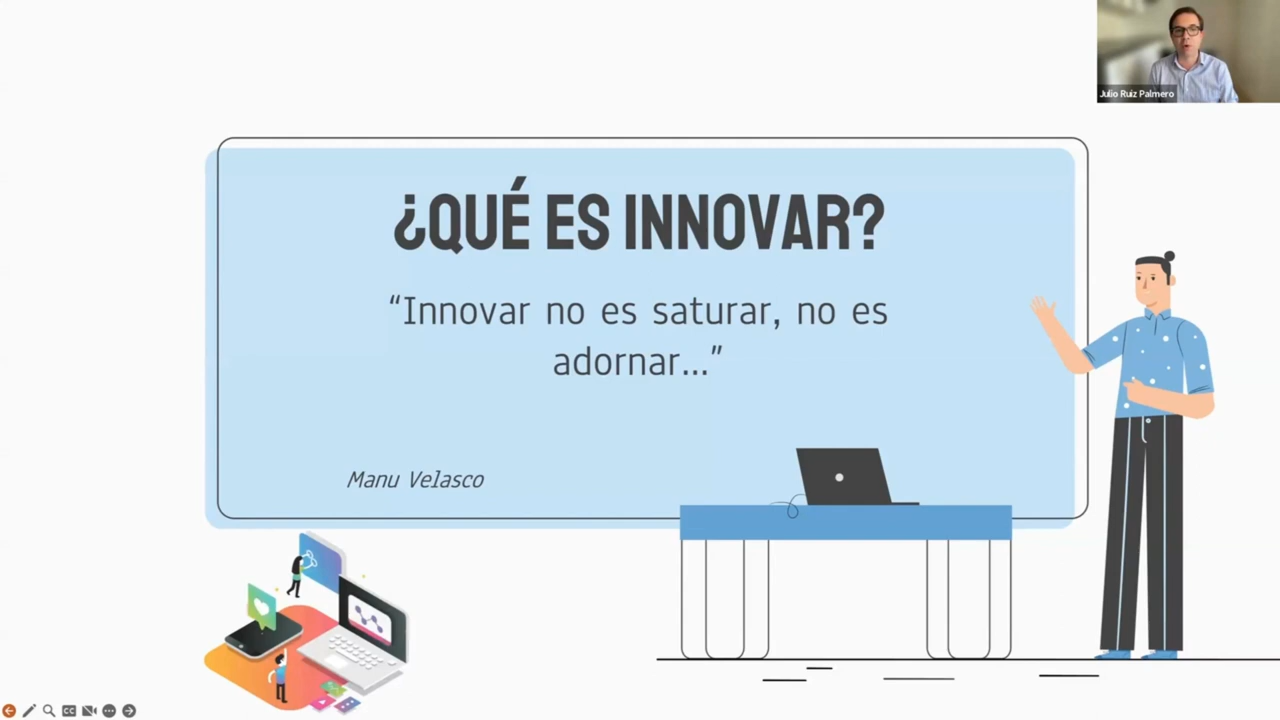 Julio Ruiz Palmero
¿QUÉ ES INNOVAR?
“Innovar no es saturar, no es
adornar...”
Manu Velasco